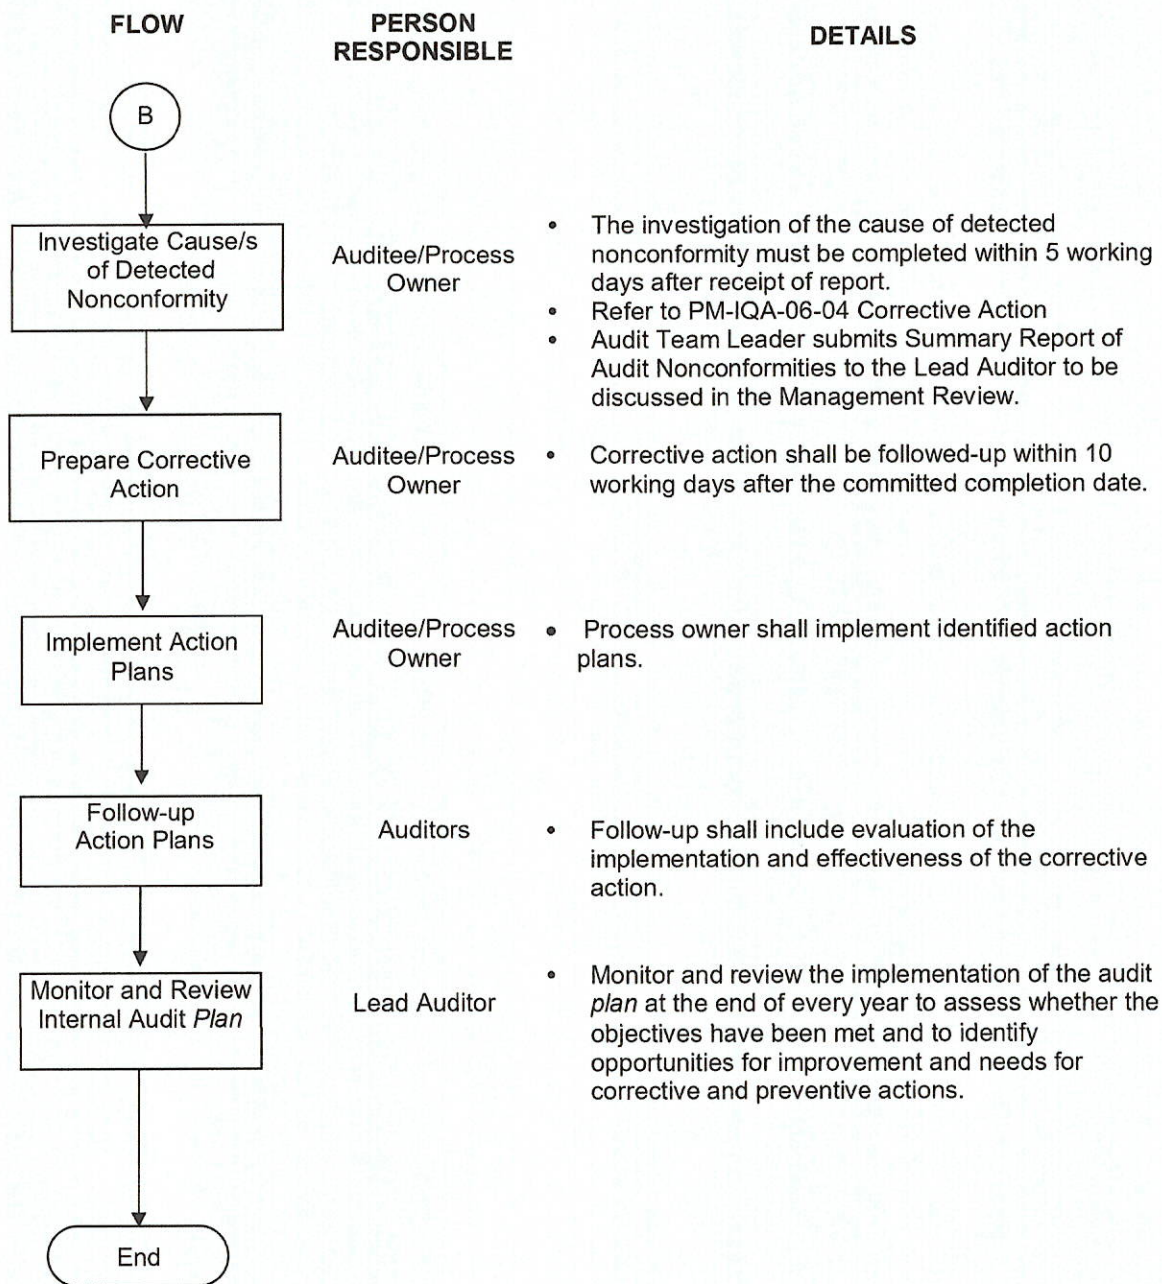 FLOW
PERSON
RESPONSIBLE
DETAILS
B
Investigate Cause/s
of Detected
Nonconformity
Auditee/Process
Owner
• The investigation of the cause of detected
nonconformity must be completed within 5 working
days after receipt of report.
• Refer to PM-IQA-06-04 Corrective Action
• Audit Team Leader submits Summary Report of
Audit Nonconformities to the Lead Auditor to be
discussed in the Management Review.
Prepare Corrective
Action
Auditee/Process
Owner
• Corrective action shall be followed-up within 10
working days after the committed completion date.
Implement Action
Plans
Auditee/Process
Owner
• Process owner shall implement identified action
plans.
Follow-up
Action Plans
Auditors
• Follow-up shall include evaluation of the
implementation and effectiveness of the corrective
action.
Monitor and Review
Internal Audit Plan
Lead Auditor
• Monitor and review the implementation of the audit
plan at the end of every year to assess whether the
objectives have been met and to identify
opportunities for improvement and needs for
corrective and preventive actions.
End